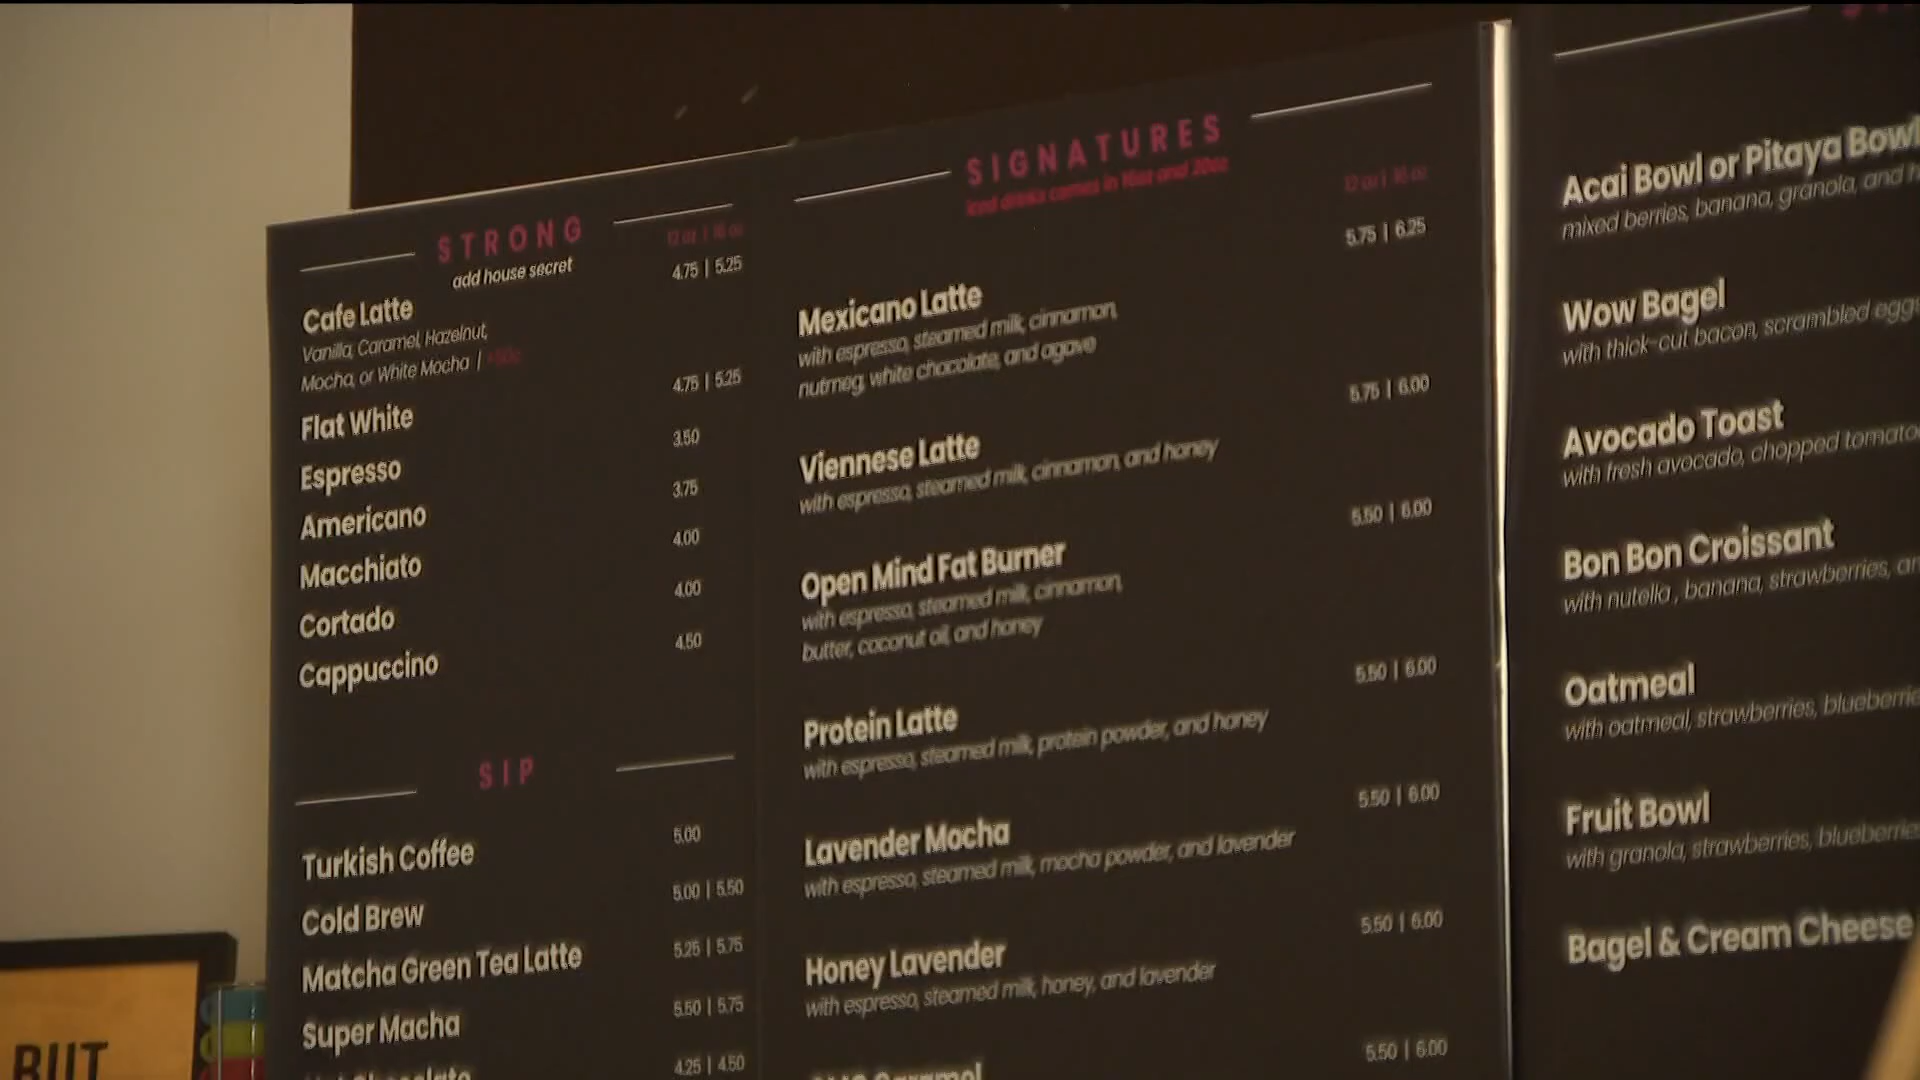 STRONG
add house secret
12 oz | 16 oz
Cafe Latte 4.75 | 5.25
Vanilla, Caramel, Hazelnut,
Mocha, or White Mocha |
Flat White 4.75 | 5.25
Espresso 3.50
Americano 3.75
Macchiato 4.00
Cortado 4.00
Cappuccino 4.50
SIP
Turkish Coffee 5.00
Cold Brew 5.00 | 5.50
Matcha Green Tea Latte 5.25 | 5.75
Super Macha 5.50 | 5.75
4.25 | 4.50
SIGNATURES
Iced drinks comes in 16oz and 20oz
12 oz | 16 oz
Mexicano Latte 5.75 | 6.25
with espresso, steamed milk, cinnamon,
nutmeg, white chocolate, and agave
Viennese Latte 5.75 | 6.00
with espresso, steamed milk, cinnamon, and honey
Open Mind Fat Burner 5.50 | 6.00
with espresso, steamed milk, cinnamon,
butter, coconut oil, and honey
Protein Latte 5.50 | 6.00
with espresso, steamed milk, protein powder, and honey
Lavender Mocha 5.50 | 6.00
with espresso, steamed milk, mocha powder, and lavender
Honey Lavender 5.50 | 6.00
with espresso, steamed milk, honey, and lavender
Caramel 5.50 | 6.00
Acai Bowl or Pitaya Bowl
mixed berries, banana, granola, and
Wow Bagel
with thick-cut bacon, scrambled eggs
Avocado Toast
with fresh avocado, chopped
Bon Bon Croissant
with nutella, banana, strawberries,
Oatmeal
with oatmeal, strawberries,
Fruit Bowl
with granola, strawberries,
Bagel & Cream Cheese
BUT